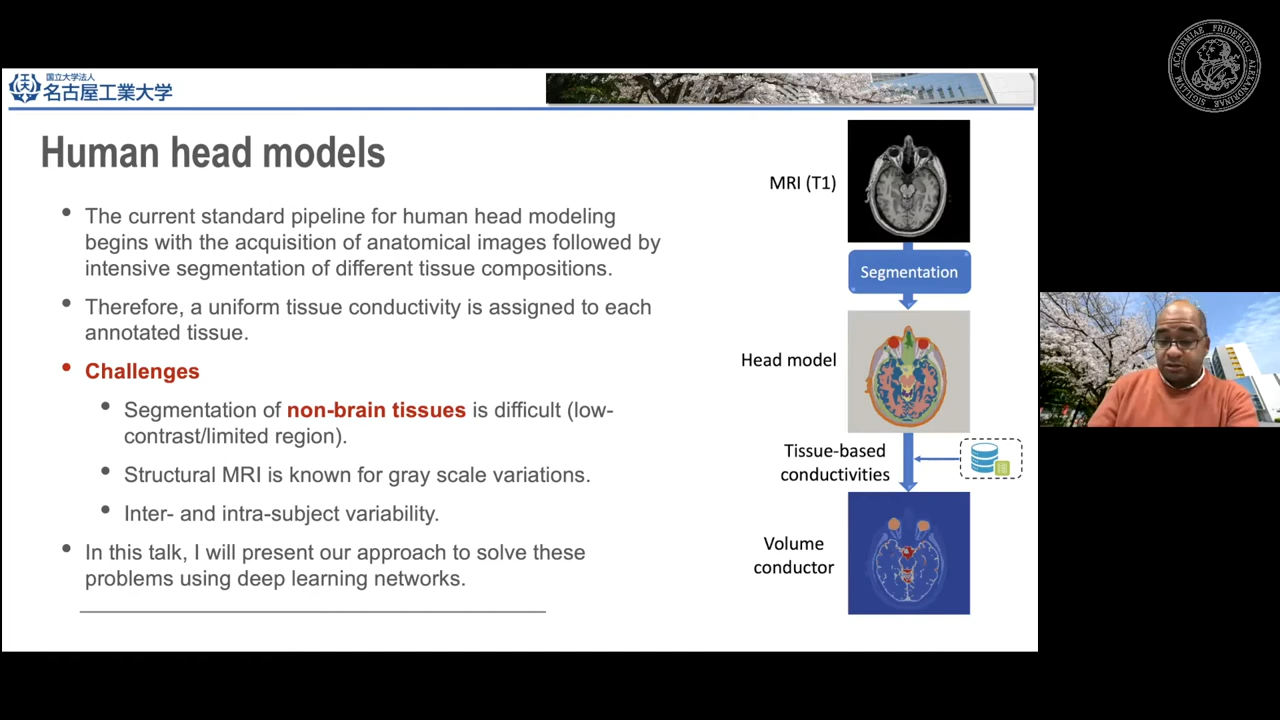 国立大学法人
名古屋工業大学
Human head models
The current standard pipeline for human head modeling
begins with the acquisition of anatomical images followed by
intensive segmentation of different tissue compositions.
Therefore, a uniform tissue conductivity is assigned to each
annotated tissue.
Challenges
Segmentation of non-brain tissues is difficult (low-
contrast/limited region).
Structural MRI is known for gray scale variations.
Inter- and intra-subject variability.
In this talk, I will present our approach to solve these
problems using deep learning networks.
MRI (T1)
Segmentation
Head model
Tissue-based
conductivities
Volume
conductor
ACADEMIAE FRIDERICO
ALEXANDRINAE SIGILLUM